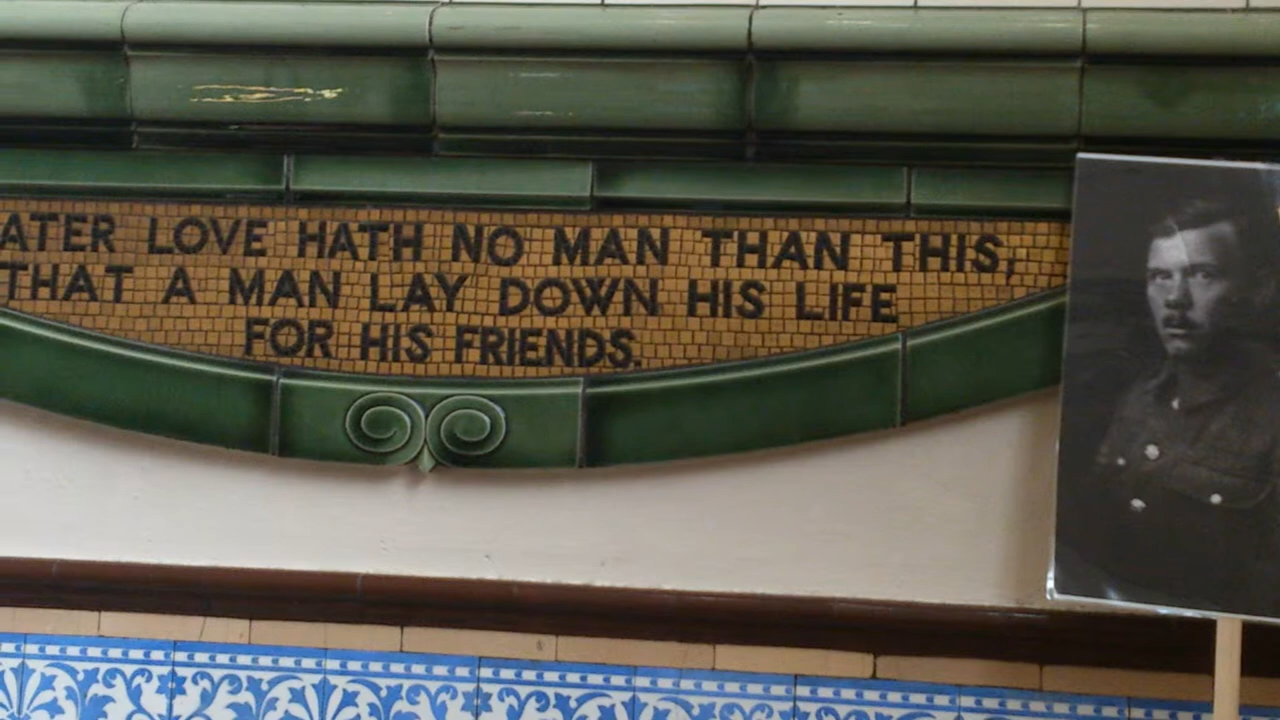 ATER LOVE HATH NO MAN THAN THIS,
THAT A MAN LAY DOWN HIS LIFE
FOR HIS FRIENDS.